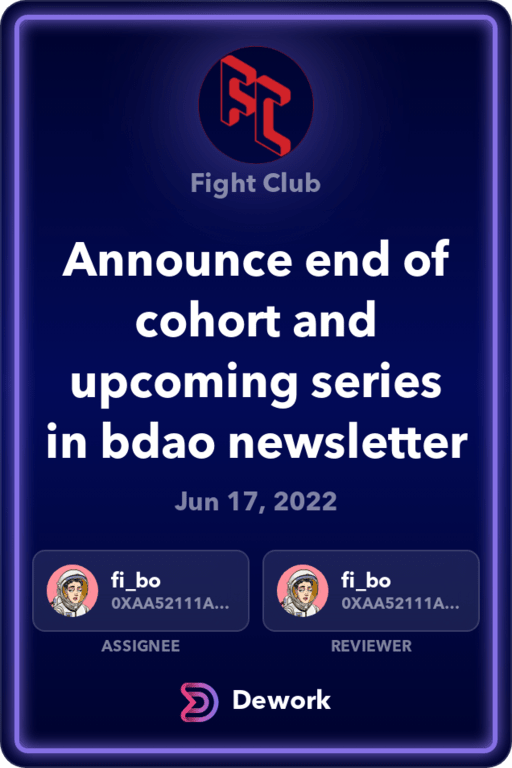 FC
Fight Club
Announce end of
cohort and
upcoming series
in bdao newsletter
Jun 17, 2022
fi_bo
0XAA52111A...
ASSIGNEE
fi_bo
0XAA52111A...
REVIEWER
Dework